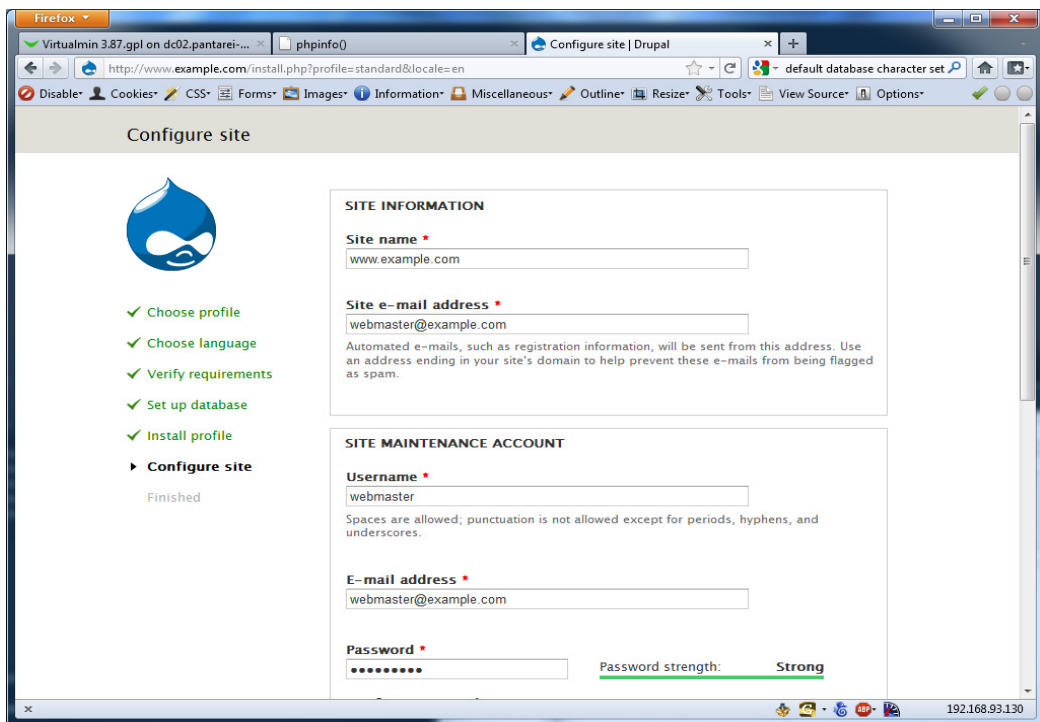 Firefox
Virtualmin 3.87.gpl on dc02.pantarei-...
phpinfo()
Configure site | Drupal
http://www.example.com/install.php?profile=standard&locale=en
default database character set
Disable
Cookies
CSS
Forms
Images
Information
Miscellaneous
Outline
Resize
Tools
View Source
Options
Configure site
Choose profile
Choose language
Verify requirements
Set up database
Install profile
Configure site
Finished
SITE INFORMATION
Site name *
www.example.com
Site e-mail address *
webmaster@example.com
Automated e-mails, such as registration information, will be sent from this address. Use
an address ending in your site's domain to help prevent these e-mails from being flagged
as spam.
SITE MAINTENANCE ACCOUNT
Username *
webmaster
Spaces are allowed; punctuation is not allowed except for periods, hyphens, and
underscores.
E-mail address *
webmaster@example.com
Password *
•••••••••
Password strength: Strong
ABP
192.168.93.130